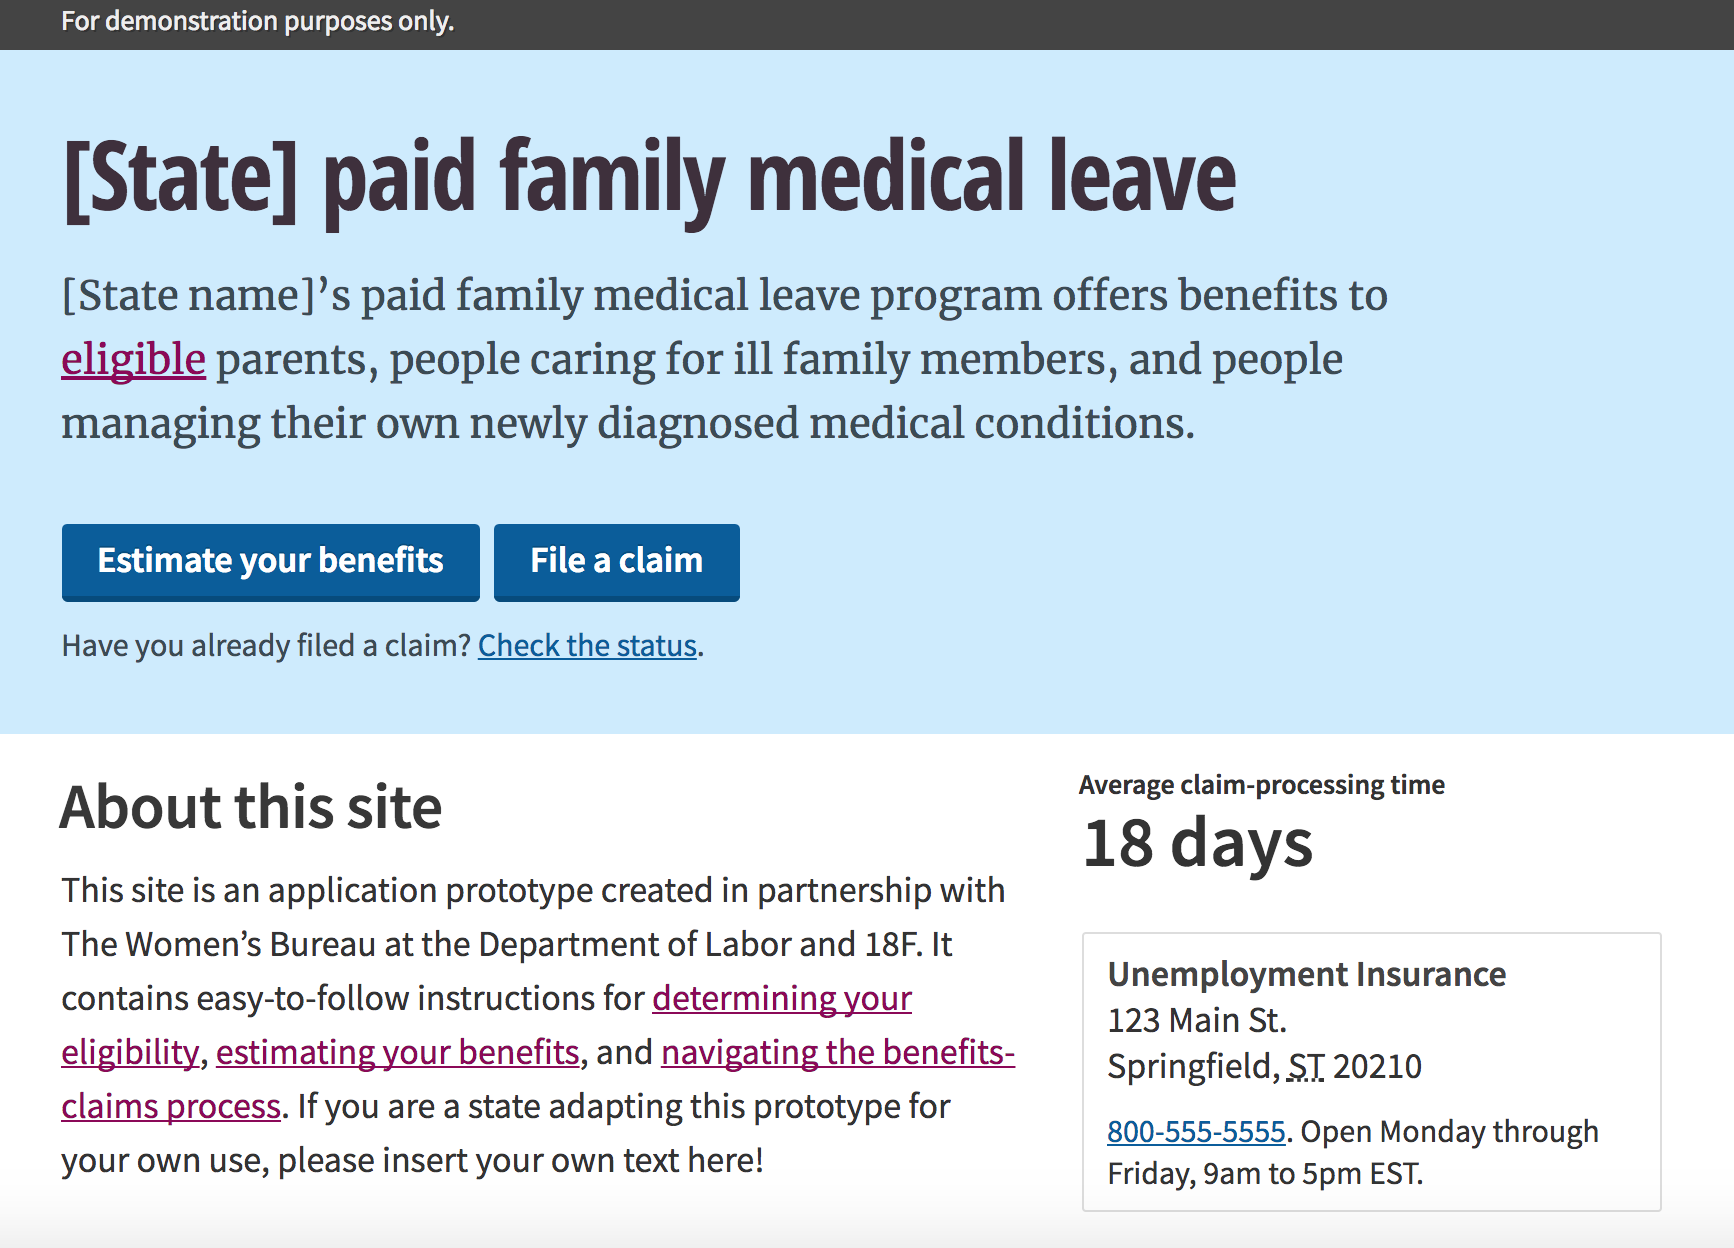 For demonstration purposes only.
[State] paid family medical leave
[State name]’s paid family medical leave program offers benefits to
eligible parents, people caring for ill family members, and people
managing their own newly diagnosed medical conditions.
Estimate your benefits
File a claim
Have you already filed a claim? Check the status.
About this site
This site is an application prototype created in partnership with
The Women’s Bureau at the Department of Labor and 18F. It
contains easy-to-follow instructions for determining your
eligibility, estimating your benefits, and navigating the benefits-
claims process. If you are a state adapting this prototype for
your own use, please insert your own text here!
Average claim-processing time
18 days
Unemployment Insurance
123 Main St.
Springfield, ST 20210
800-555-5555. Open Monday through
Friday, 9am to 5pm EST.